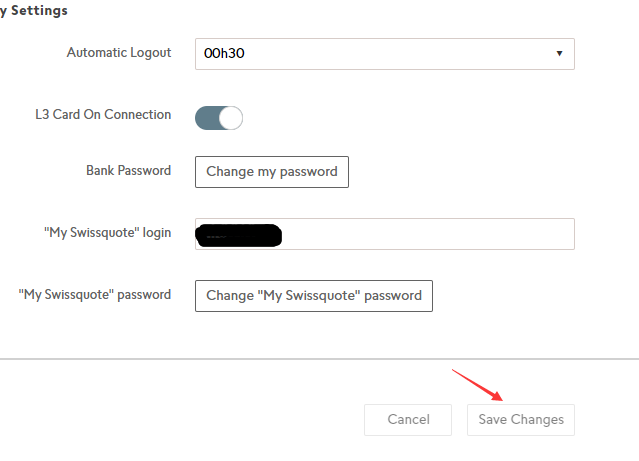 y Settings
Automatic Logout 00h30
L3 Card On Connection
Bank Password Change my password
"My Swissquote" login
"My Swissquote" password Change "My Swissquote" password
Cancel Save Changes